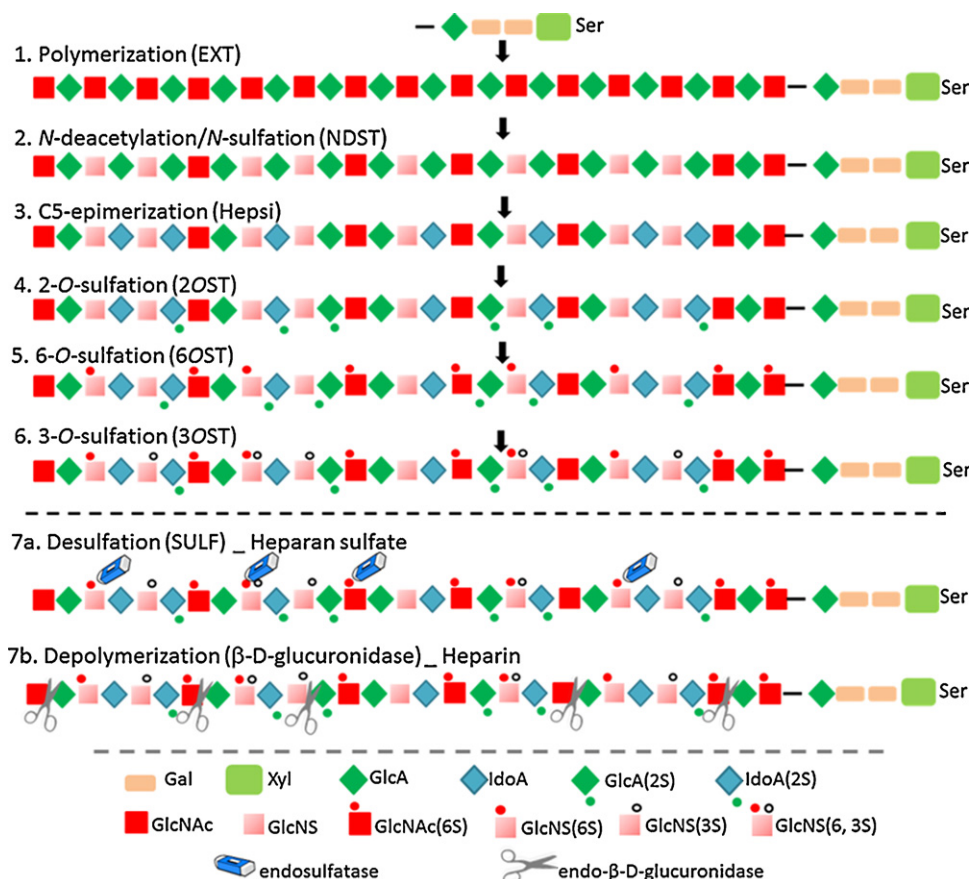 Ser
1. Polymerization (EXT)
Ser
2. N-deacetylation/N-sulfation (NDST)
Ser
3. C5-epimerization (Hepsi)
Ser
4. 2-O-sulfation (2OST)
Ser
5. 6-O-sulfation (6OST)
Ser
6. 3-O-sulfation (3OST)
Ser
7a. Desulfation (SULF) _ Heparan sulfate
Ser
7b. Depolymerization (β-D-glucuronidase) _ Heparin
Ser
Gal Xyl GlcA IdoA GlcA(2S) IdoA(2S)
GlcNAc GlcNS GlcNAc(6S) GlcNS(6S) GlcNS(3S) GlcNS(6, 3S)
endosulfatase endo-β-D-glucuronidase